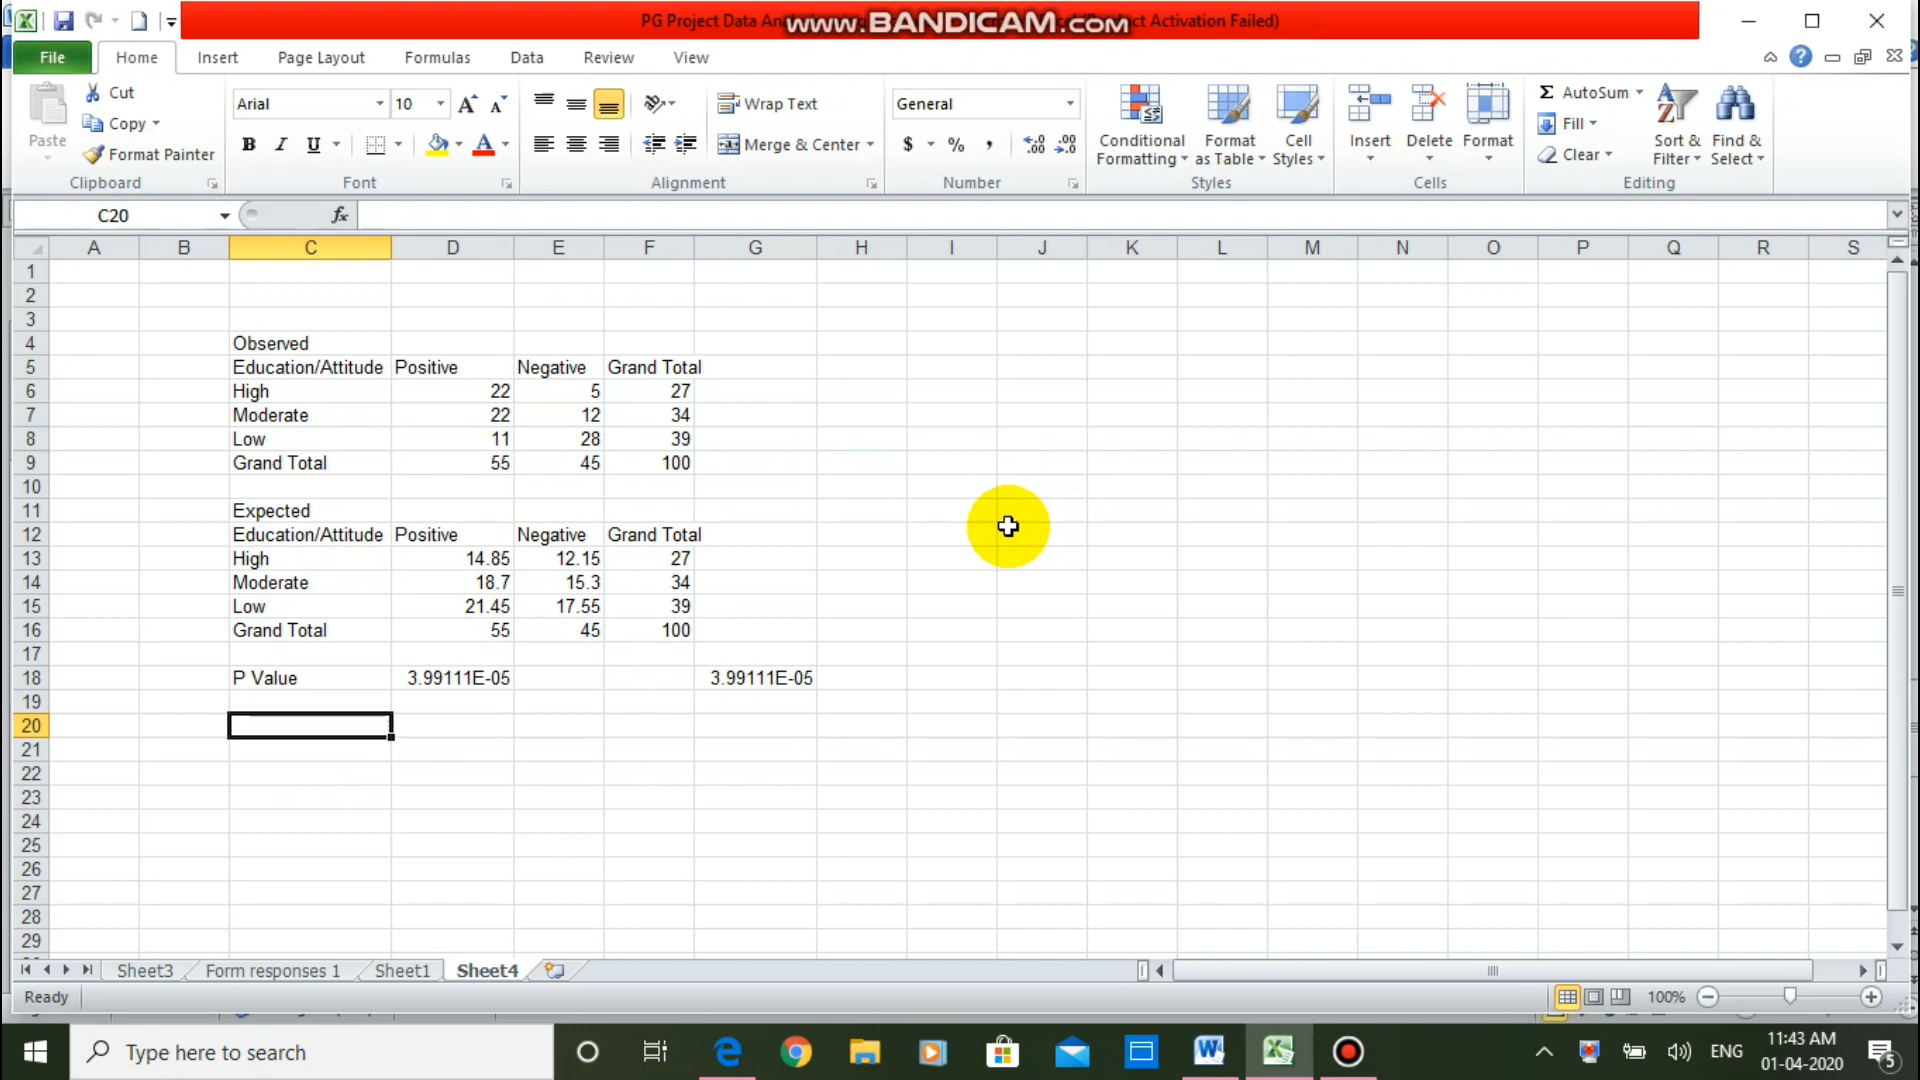 PG Project Data An www.BANDICAM.com ct Activation Failed)
File Home Insert Page Layout Formulas Data Review View
Paste
Cut
Copy
Format Painter
Clipboard
Arial 10
B I U
Font
Wrap Text
Merge & Center
Alignment
General
$ % ,
Number
Conditional Formatting
Format as Table
Cell Styles
Styles
Insert Delete Format
Cells
Σ AutoSum
Fill
Clear
Sort & Filter
Find & Select
Editing
C20 fx
A B C D E F G H I J K L M N O P Q R S
1
2
3
4 Observed
5 Education/Attitude Positive Negative Grand Total
6 High 22 5 27
7 Moderate 22 12 34
8 Low 11 28 39
9 Grand Total 55 45 100
10
11 Expected
12 Education/Attitude Positive Negative Grand Total
13 High 14.85 12.15 27
14 Moderate 18.7 15.3 34
15 Low 21.45 17.55 39
16 Grand Total 55 45 100
17
18 P Value 3.99111E-05 3.99111E-05
19
20
21
22
23
24
25
26
27
28
29
Sheet3 Form responses 1 Sheet1 Sheet4
Ready 100%
Type here to search
ENG
11:43 AM
01-04-2020
5